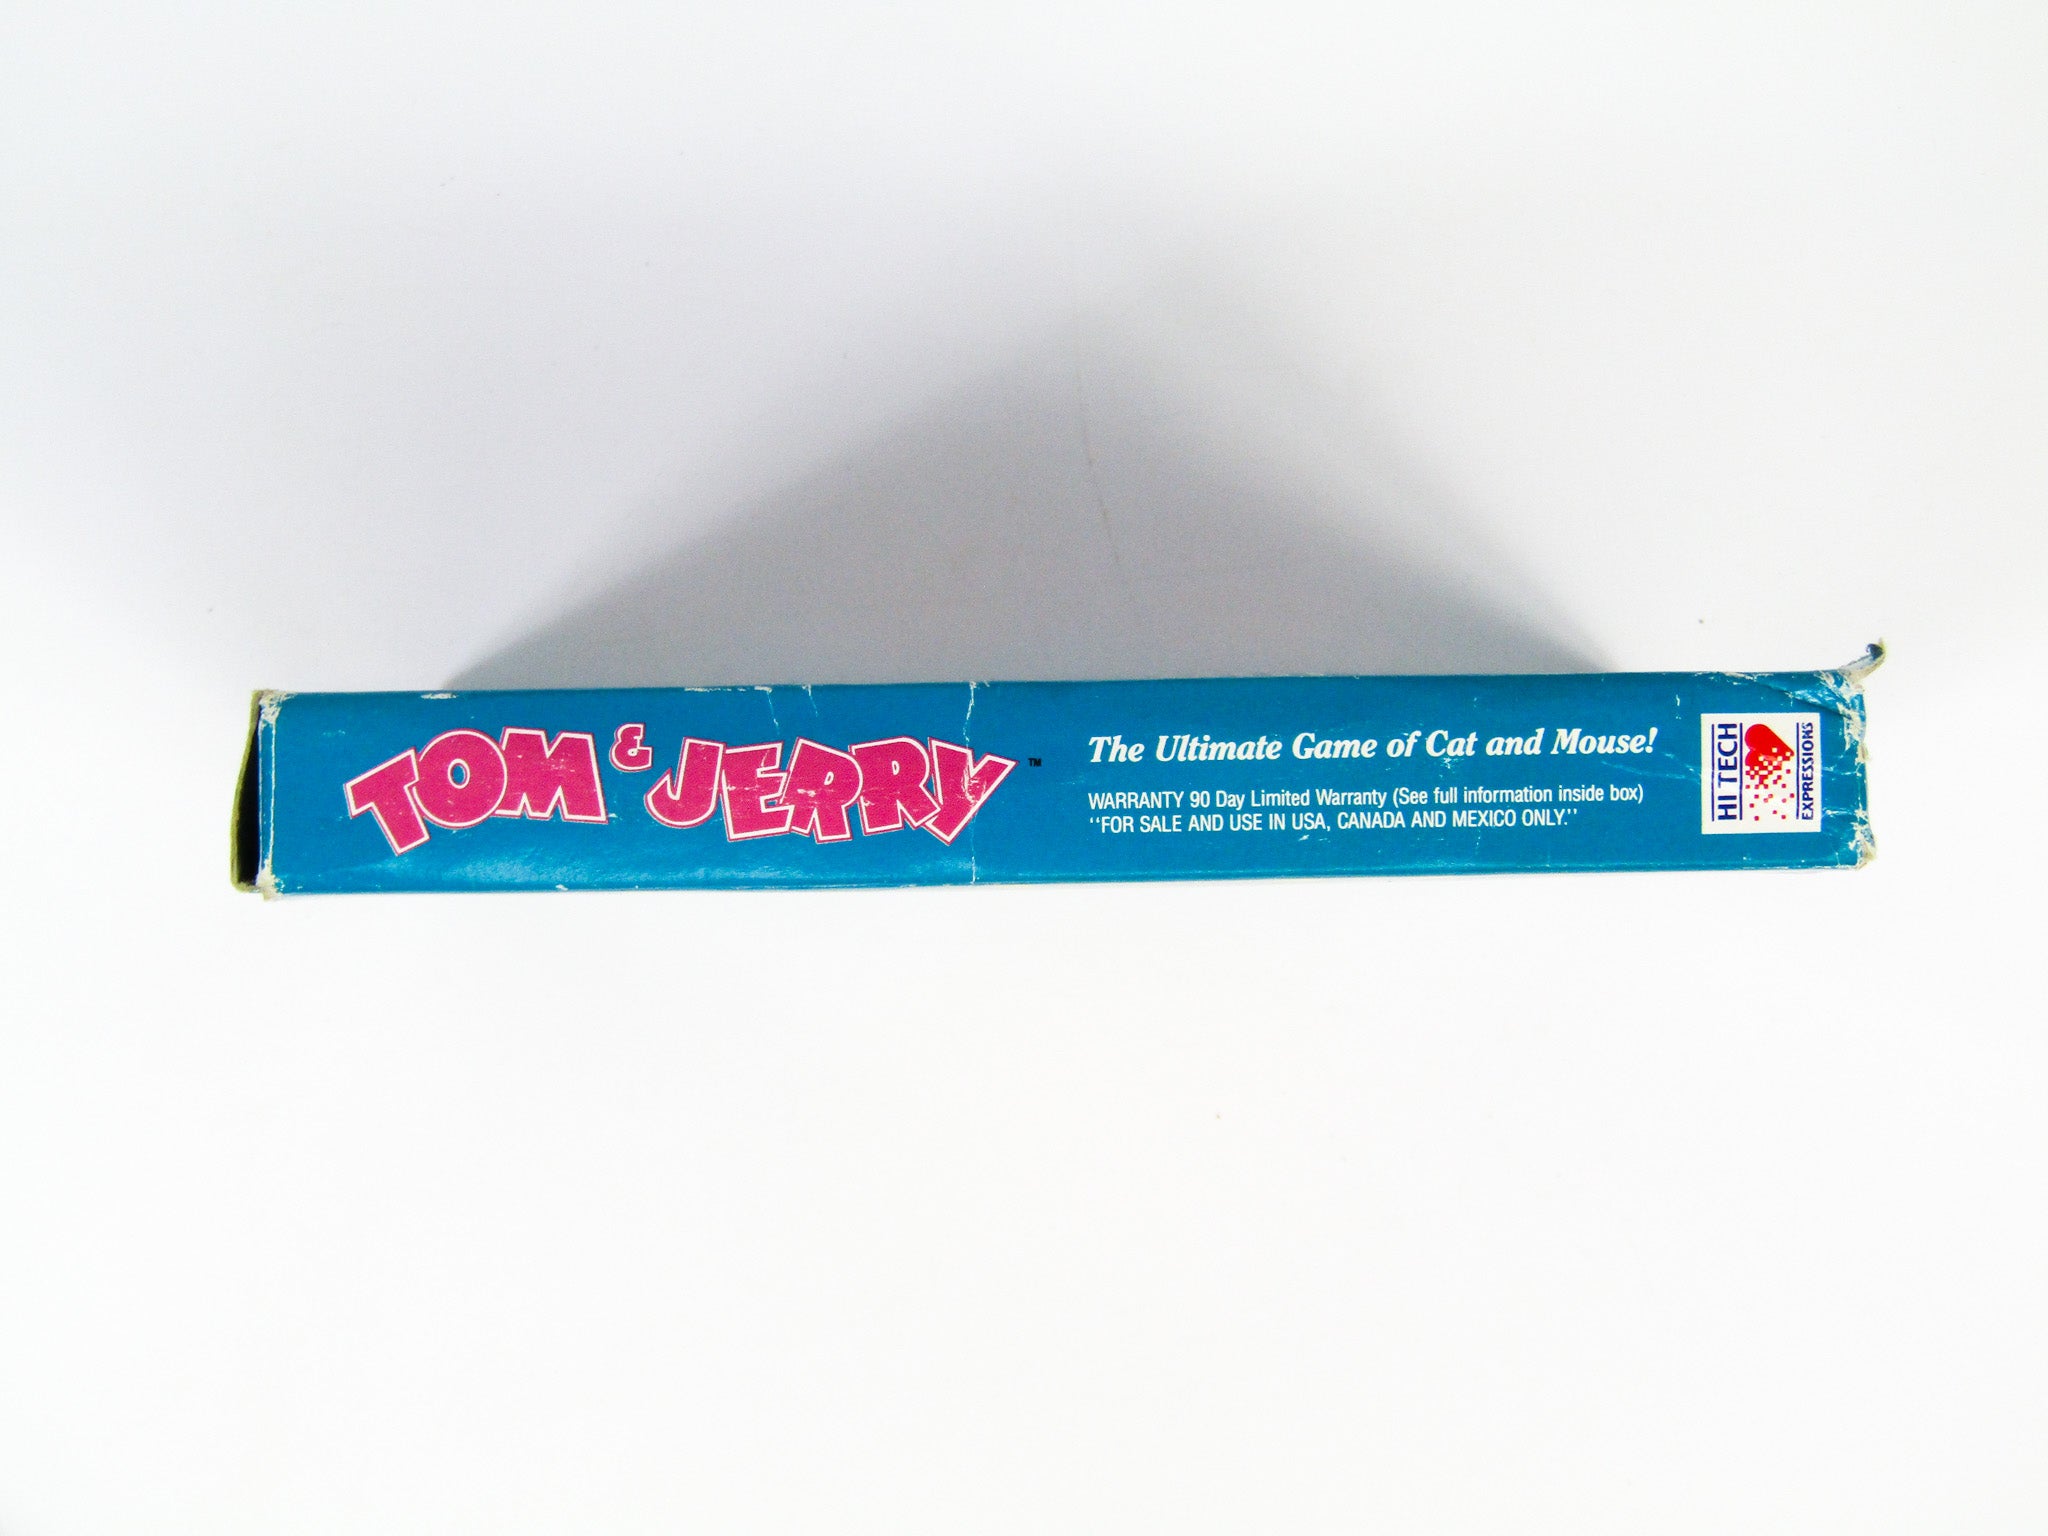 TOM & JERRY™
The Ultimate Game of Cat and Mouse!
WARRANTY 90 Day Limited Warranty (See full information inside box)
"FOR SALE AND USE IN USA, CANADA AND MEXICO ONLY."
HI TECH
EXPRESSIONS